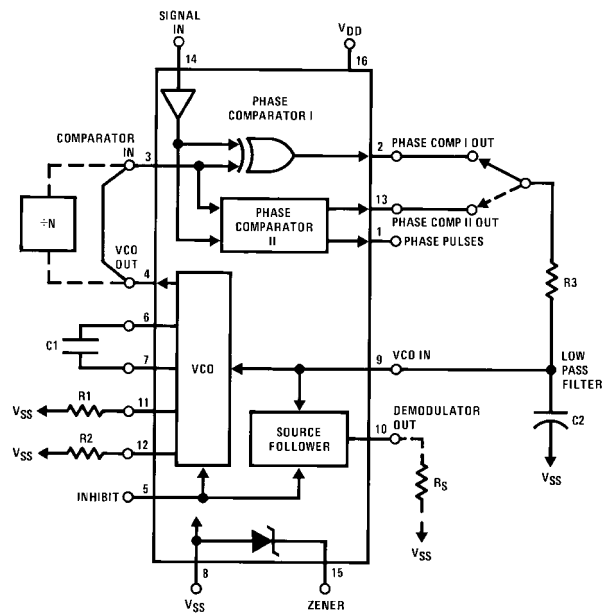 SIGNAL
IN
14
VDD
16
PHASE
COMPARATOR I
COMPARATOR
IN
3
2
PHASE COMP I OUT
÷N
PHASE
COMPARATOR
II
13
PHASE COMP II OUT
1
PHASE PULSES
VCO
OUT
4
R3
6
C1
7
VCO
9
VCO IN
LOW
PASS
FILTER
VSS
R1
11
C2
SOURCE
FOLLOWER
10
DEMODULATOR
OUT
VSS
R2
12
VSS
INHIBIT
5
RS
VSS
8
15
VSS
ZENER